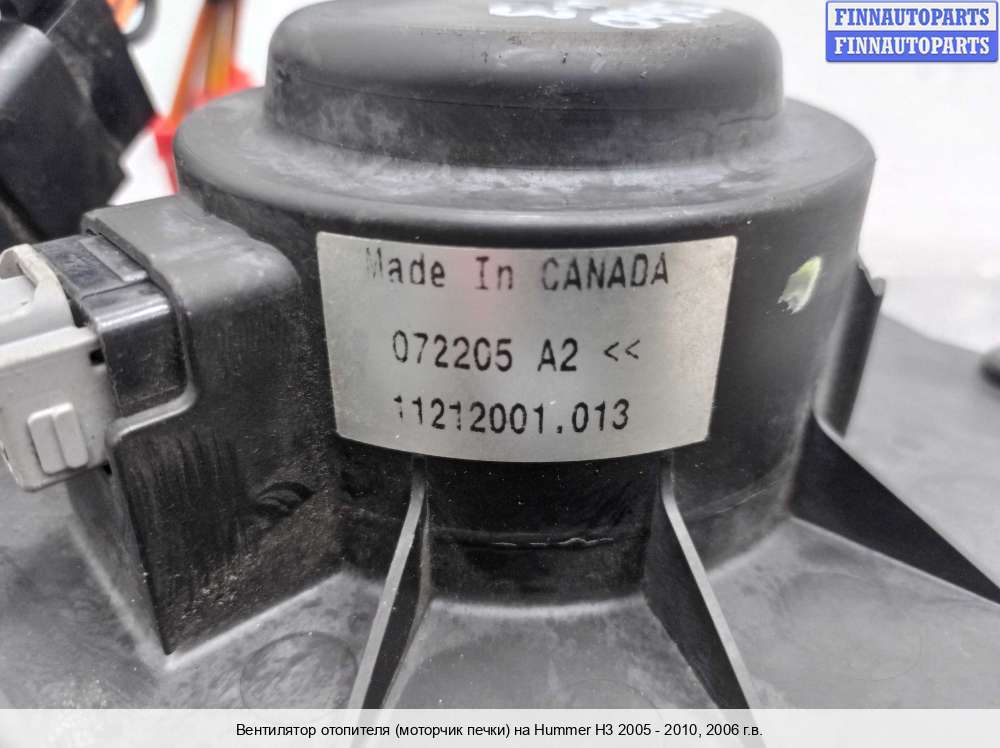 FINNAUTOPARTS
FINNAUTOPARTS
Made In CANADA
072205 A2 <<
11212001.013
Вентилятор отопителя (моторчик печки) на Hummer H3 2005 - 2010, 2006 г.в.